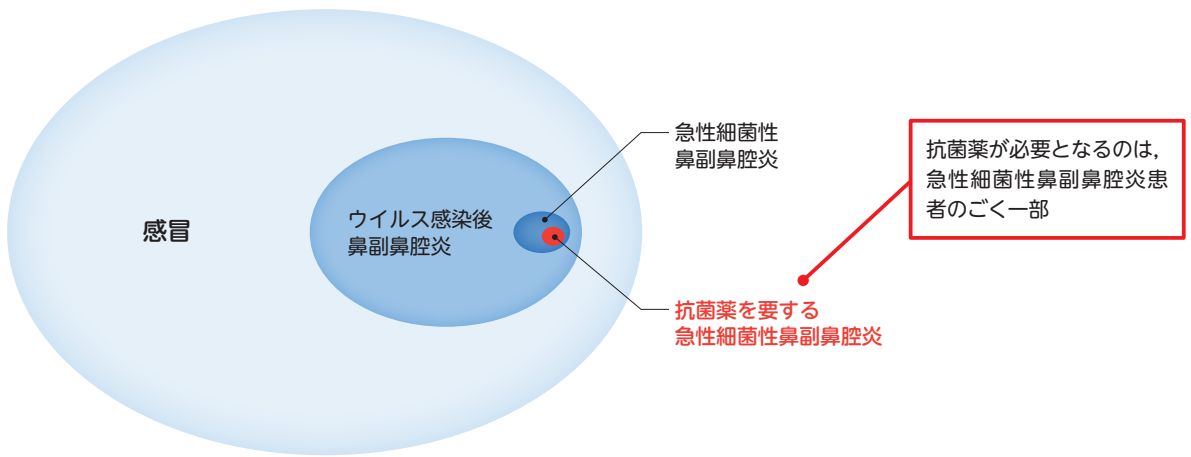 感冒
ウイルス感染後
鼻副鼻腔炎
急性細菌性
鼻副鼻腔炎
抗菌薬を要する
急性細菌性鼻副鼻腔炎
抗菌薬が必要となるのは，
急性細菌性鼻副鼻腔炎患
者のごく一部